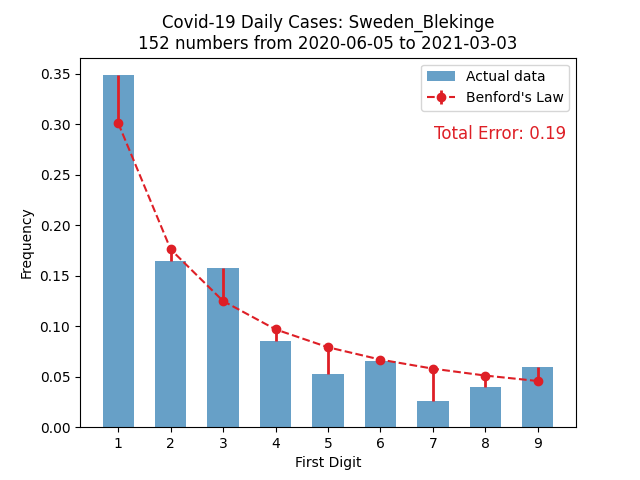 Covid-19 Daily Cases: Sweden_Blekinge
152 numbers from 2020-06-05 to 2021-03-03
Actual data
Benford's Law
Total Error: 0.19
Frequency
0.35
0.30
0.25
0.20
0.15
0.10
0.05
0.00
1 2 3 4 5 6 7 8 9
First Digit